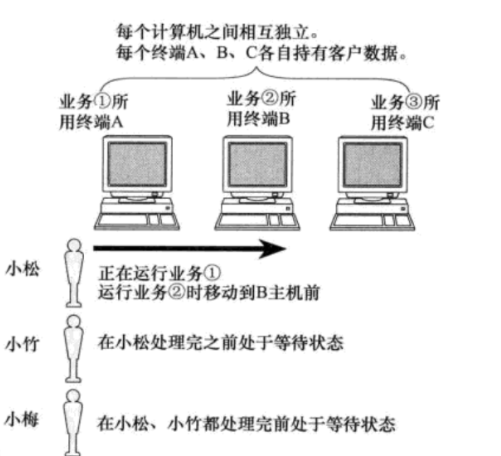 每个计算机之间相互独立。
每个终端A、B、C各自持有客户数据。
业务①所
用终端A
业务②所
用终端B
业务③所
用终端C
小松
正在运行业务①
运行业务②时移动到B主机前
小竹
在小松处理完之前处于等待状态
小梅
在小松、小竹都处理完前处于等待状态